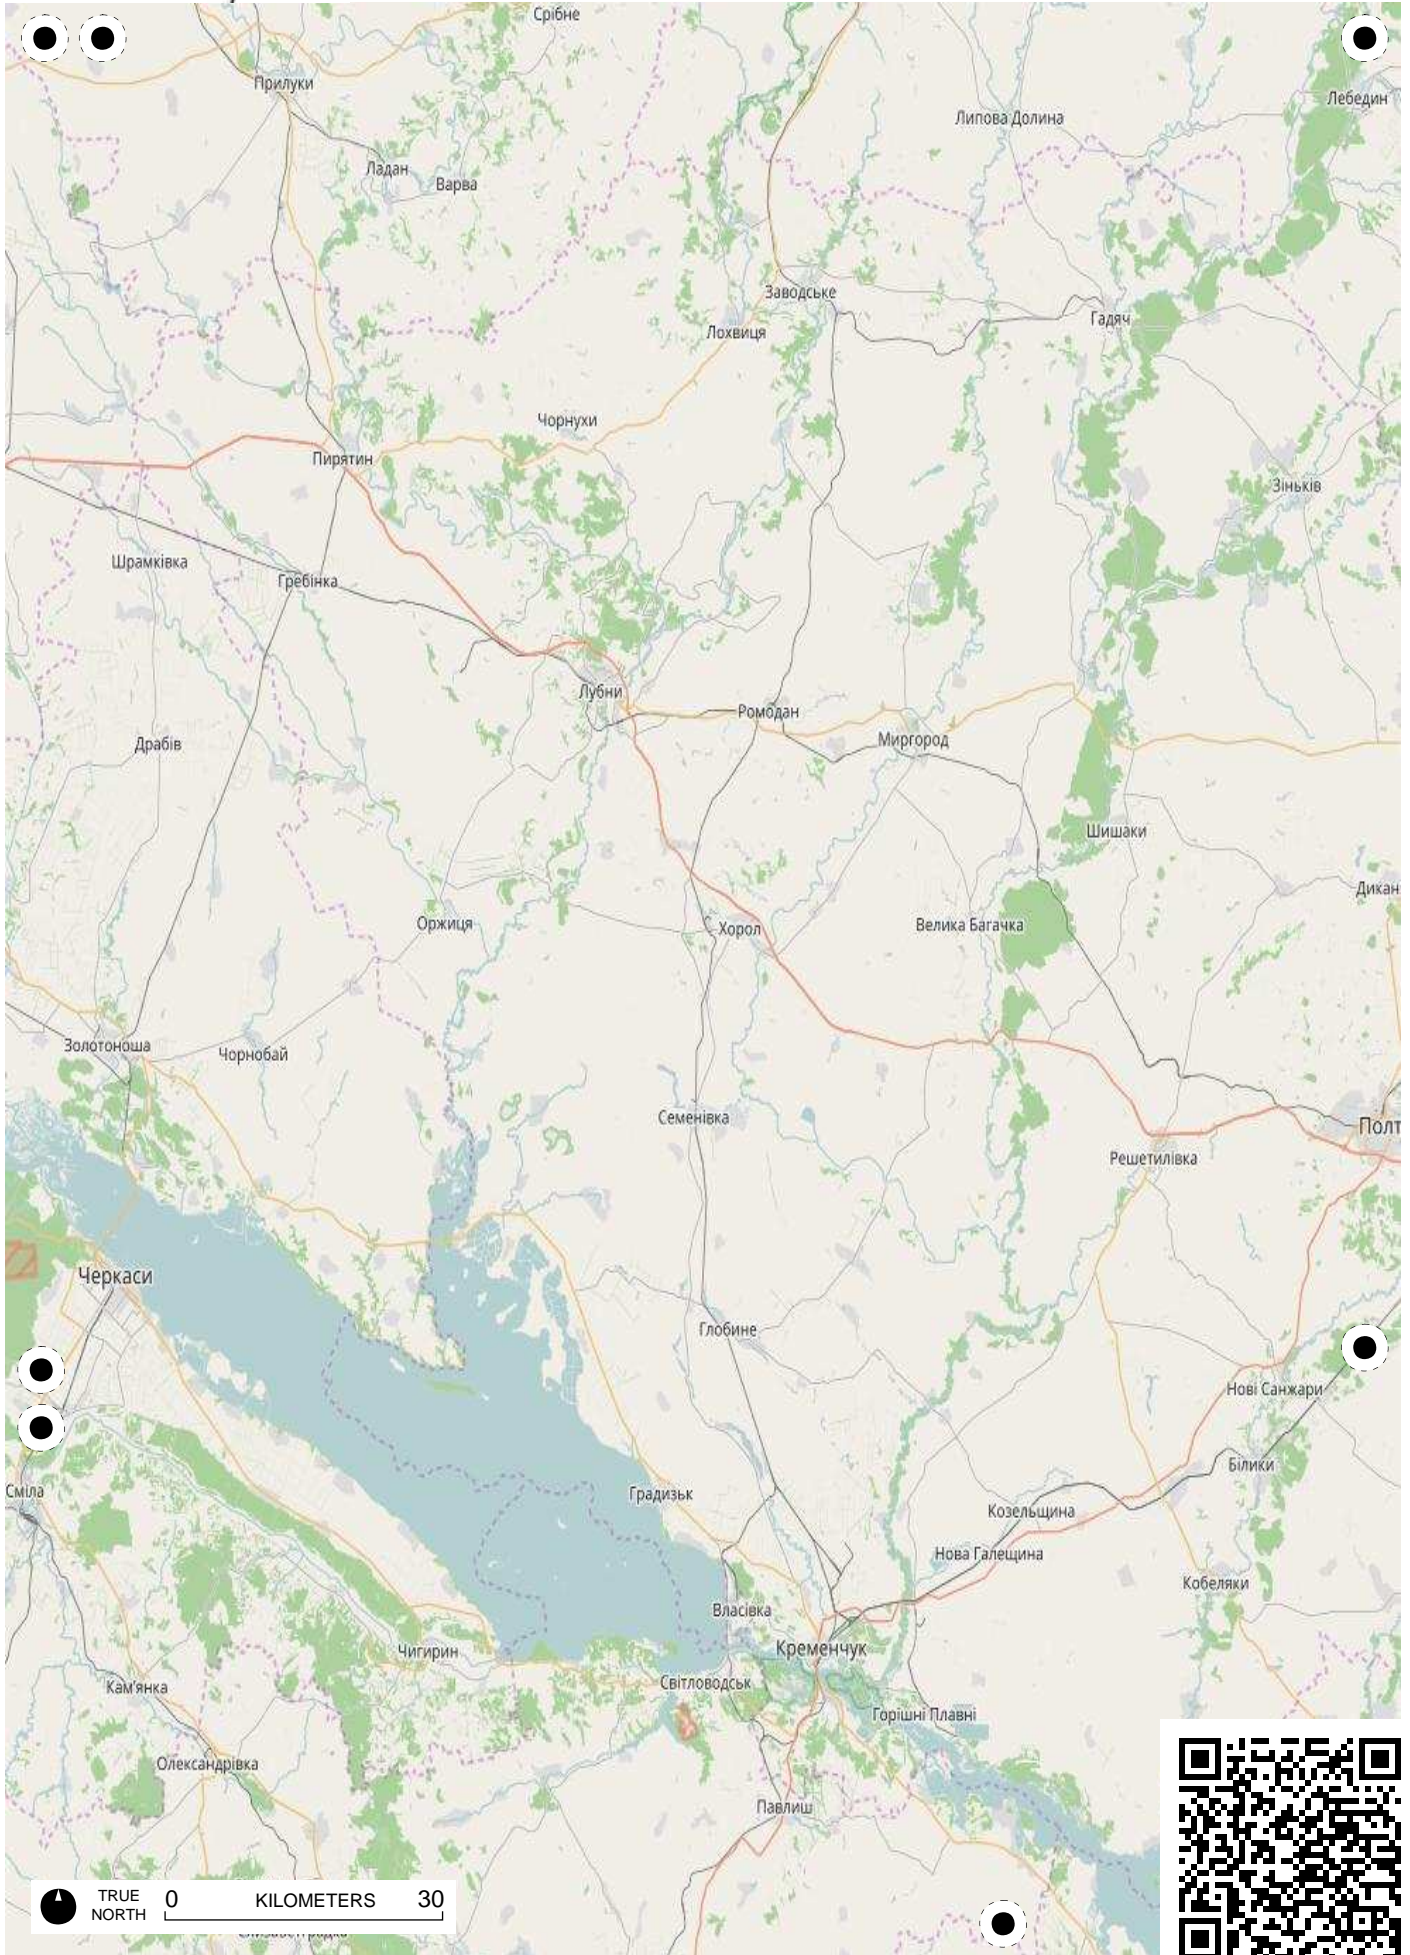 Срібне
Прилуки
Лебедин
Липова Долина
Ладан
Варва
Заводське
Гадяч
Лохвиця
Чорнухи
Пирятин
Зіньків
Шрамківка
Гребінка
Лубни
Ромодан
Миргород
Драбів
Шишаки
Дикан
Оржиця
Хорол
Велика Багачка
Золотоноша
Чорнобай
Семенівка
Полт
Решетилівка
Черкаси
Глобине
Нові Санжари
Білики
Сміла
Градизьк
Козельщина
Нова Галещина
Кобеляки
Власівка
Кременчук
Чигирин
Світловодськ
Кам'янка
Горішні Плавні
Олександрівка
Павлиш
TRUE NORTH 0 KILOMETERS 30